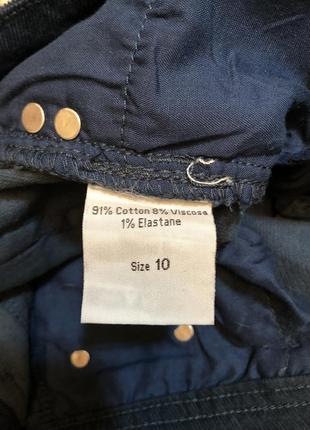 91% Cotton 8% Viscose
1% Elastane
Size 10